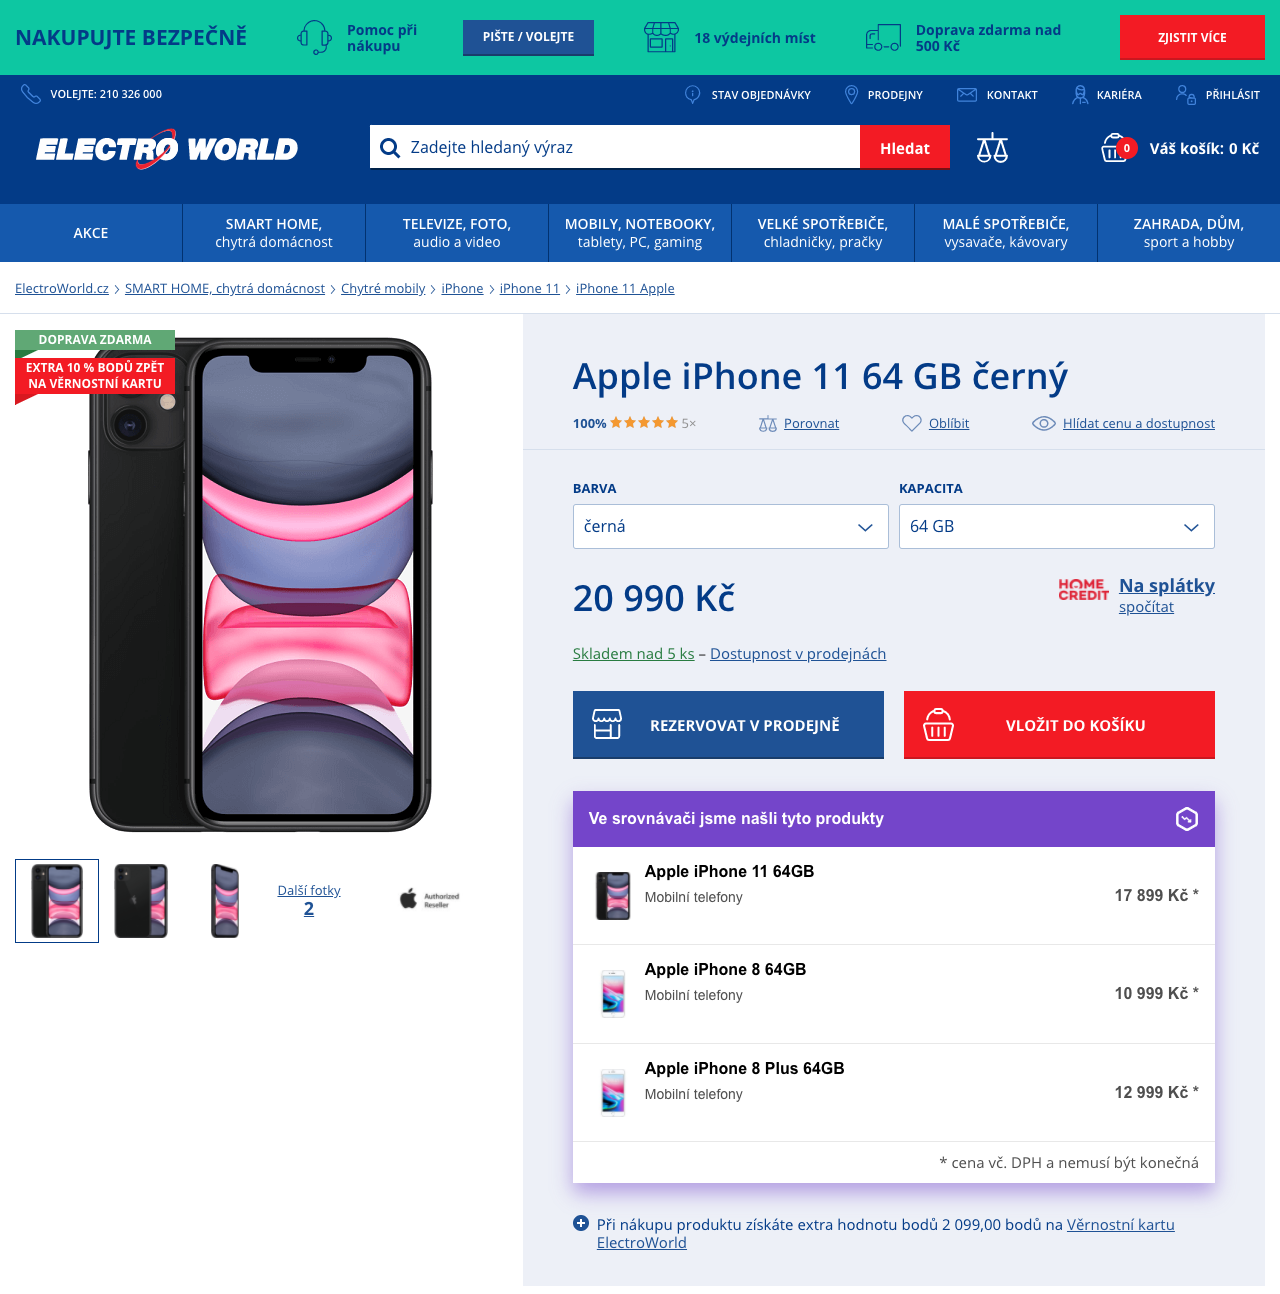 NAKUPUJTE BEZPEČNĚ
Pomoc při
nákupu
PIŠTE / VOLEJTE
18 výdejních míst
Doprava zdarma nad
500 Kč
ZJISTIT VÍCE
VOLEJTE: 210 326 000
STAV OBJEDNÁVKY
PRODEJNY
KONTAKT
KARIÉRA
PŘIHLÁSIT
ELECTRO WORLD
Zadejte hledaný výraz
Hledat
0
Váš košík: 0 Kč
AKCE
SMART HOME,
chytrá domácnost
TELEVIZE, FOTO,
audio a video
MOBILY, NOTEBOOKY,
tablety, PC, gaming
VELKÉ SPOTŘEBIČE,
chladničky, pračky
MALÉ SPOTŘEBIČE,
vysavače, kávovary
ZAHRADA, DŮM,
sport a hobby
ElectroWorld.cz > SMART HOME, chytrá domácnost > Chytré mobily > iPhone > iPhone 11 > iPhone 11 Apple
DOPRAVA ZDARMA
EXTRA 10 % BODŮ ZPĚT
NA VĚRNOSTNÍ KARTU
Apple iPhone 11 64 GB černý
100% ★★★★★ 5×
Porovnat
Oblíbit
Hlídat cenu a dostupnost
BARVA
KAPACITA
černá
64 GB
20 990 Kč
HOME
CREDIT
Na splátky
spočítat
Skladem nad 5 ks – Dostupnost v prodejnách
REZERVOVAT V PRODEJNĚ
VLOŽIT DO KOŠÍKU
Ve srovnávači jsme našli tyto produkty
Apple iPhone 11 64GB
Mobilní telefony
17 899 Kč *
Apple iPhone 8 64GB
Mobilní telefony
10 999 Kč *
Apple iPhone 8 Plus 64GB
Mobilní telefony
12 999 Kč *
* cena vč. DPH a nemusí být konečná
Další fotky
2
Authorized
Reseller
Při nákupu produktu získáte extra hodnotu bodů 2 099,00 bodů na Věrnostní kartu
ElectroWorld